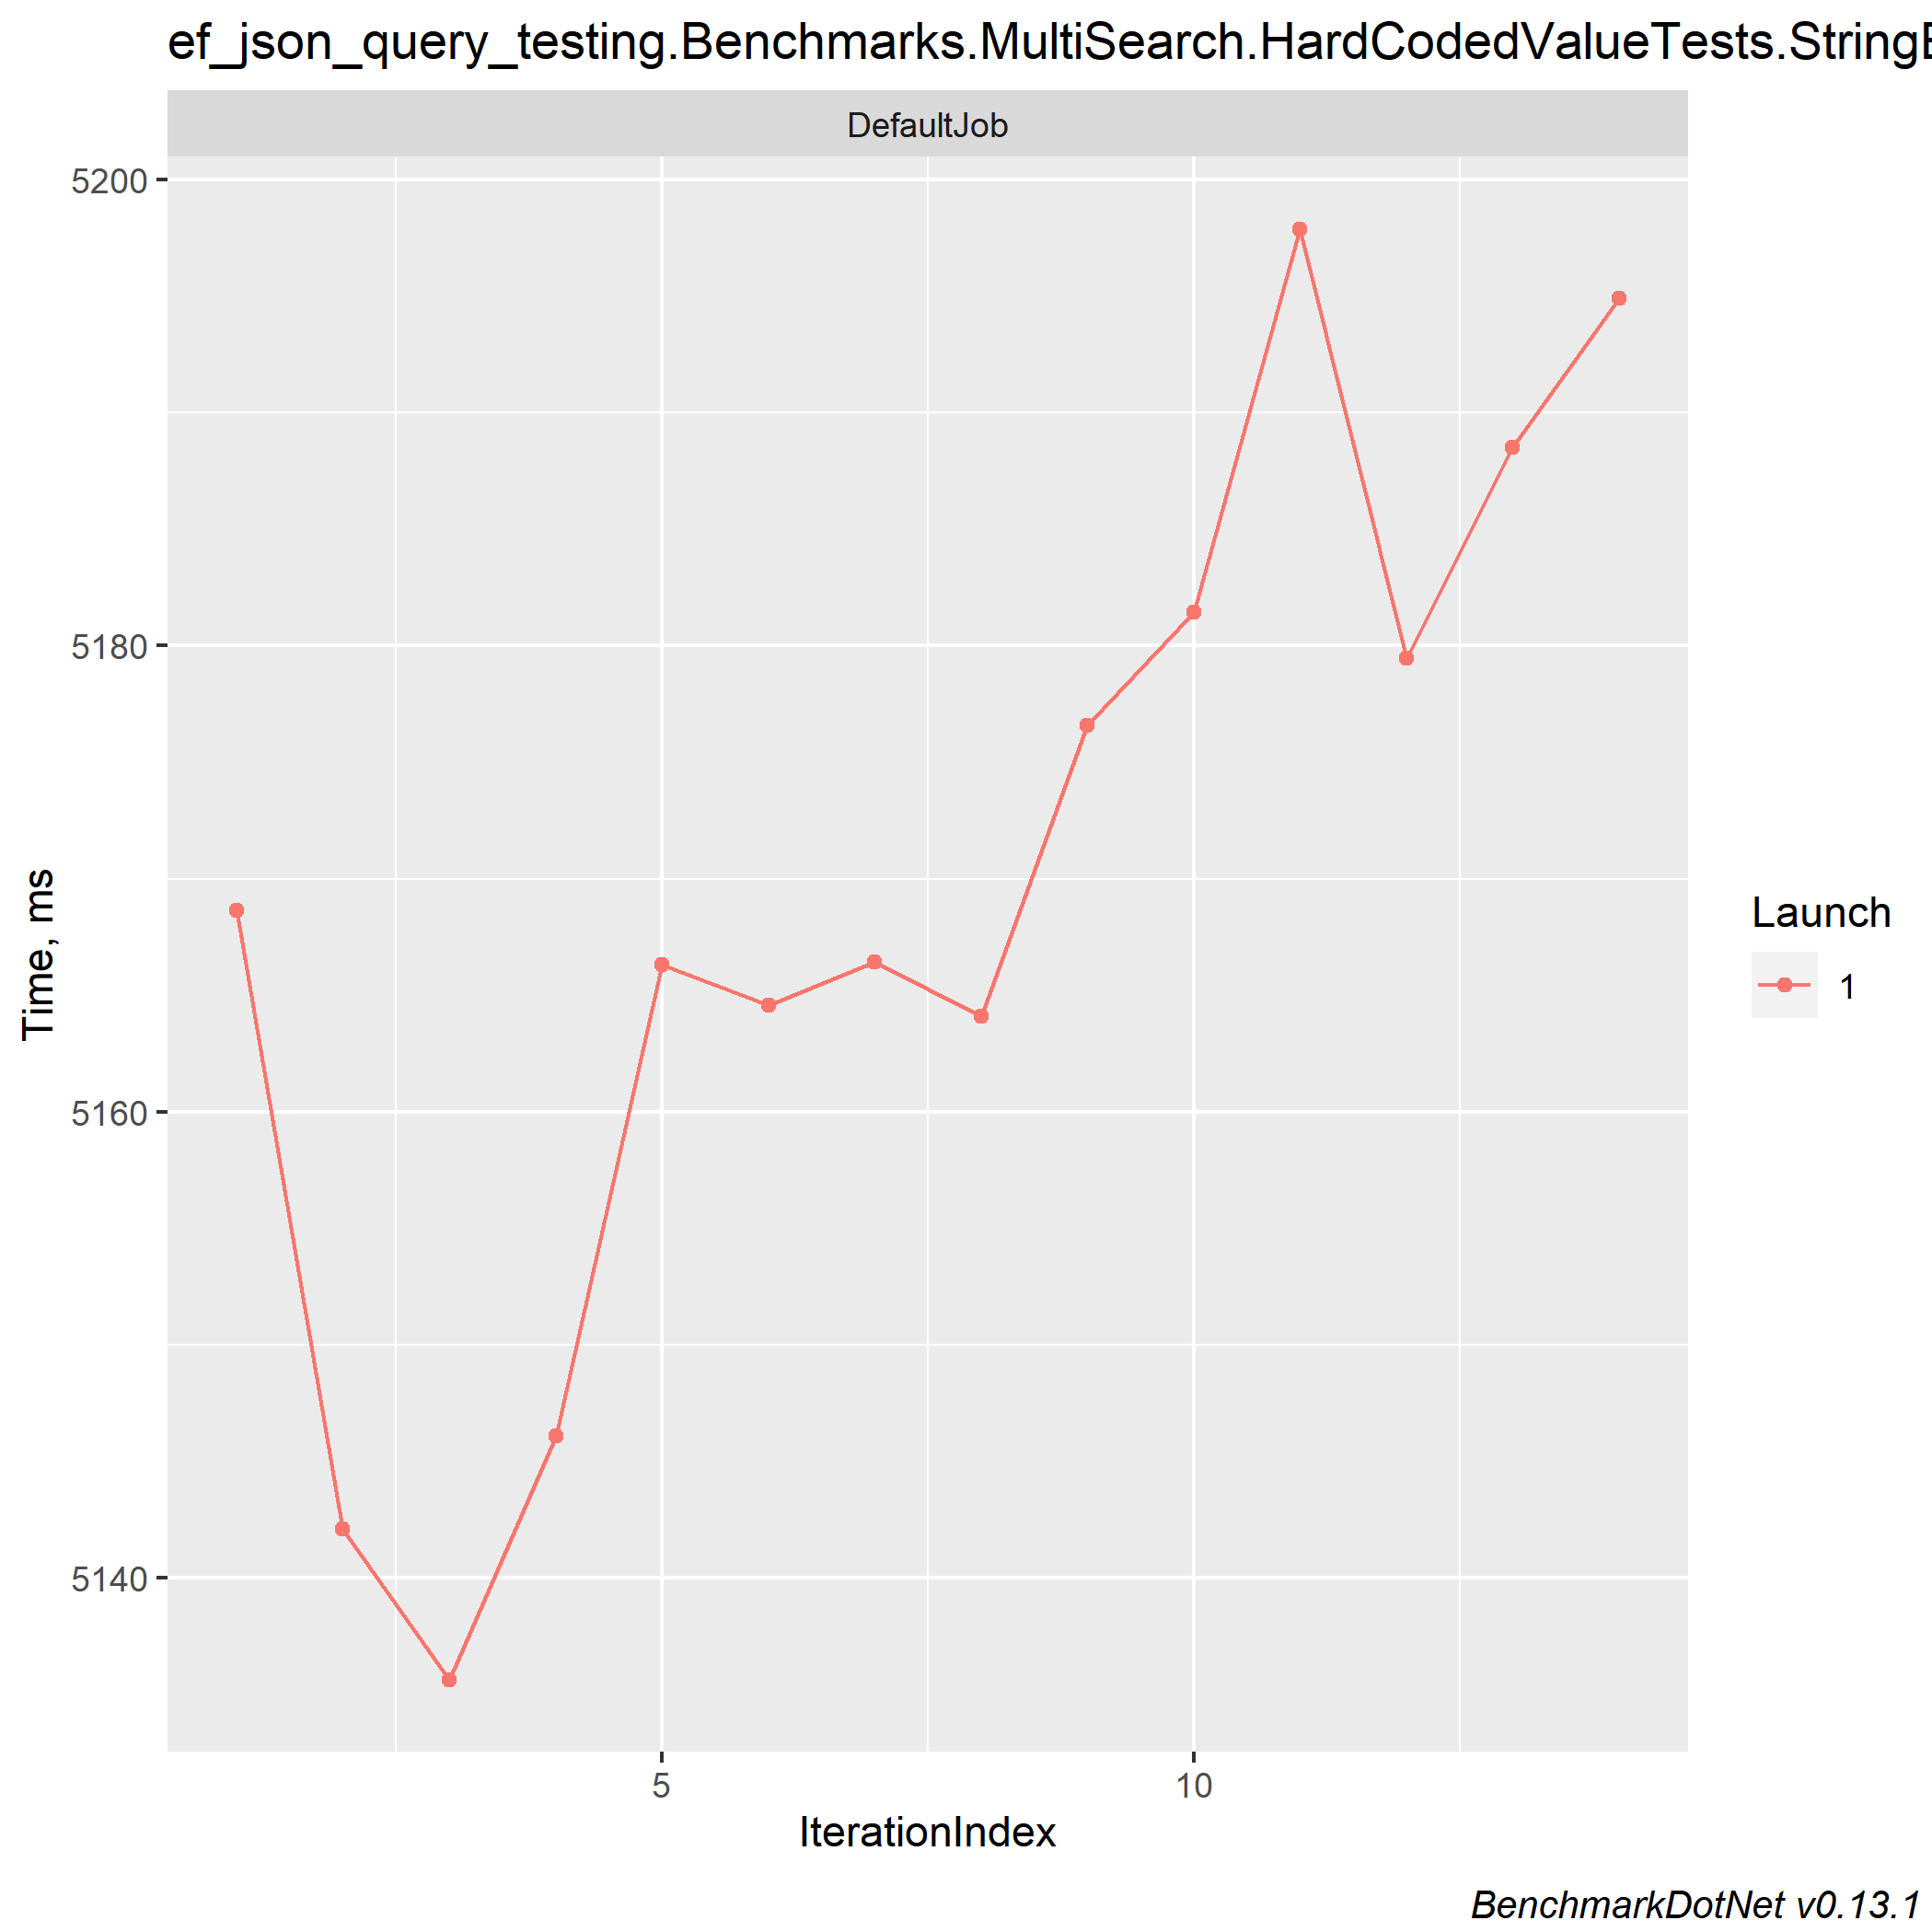 ef_json_query_testing.Benchmarks.MultiSearch.HardCodedValueTests.String
DefaultJob
5200
5180
5160
5140
Time, ms
5
10
IterationIndex
Launch
1
BenchmarkDotNet v0.13.1